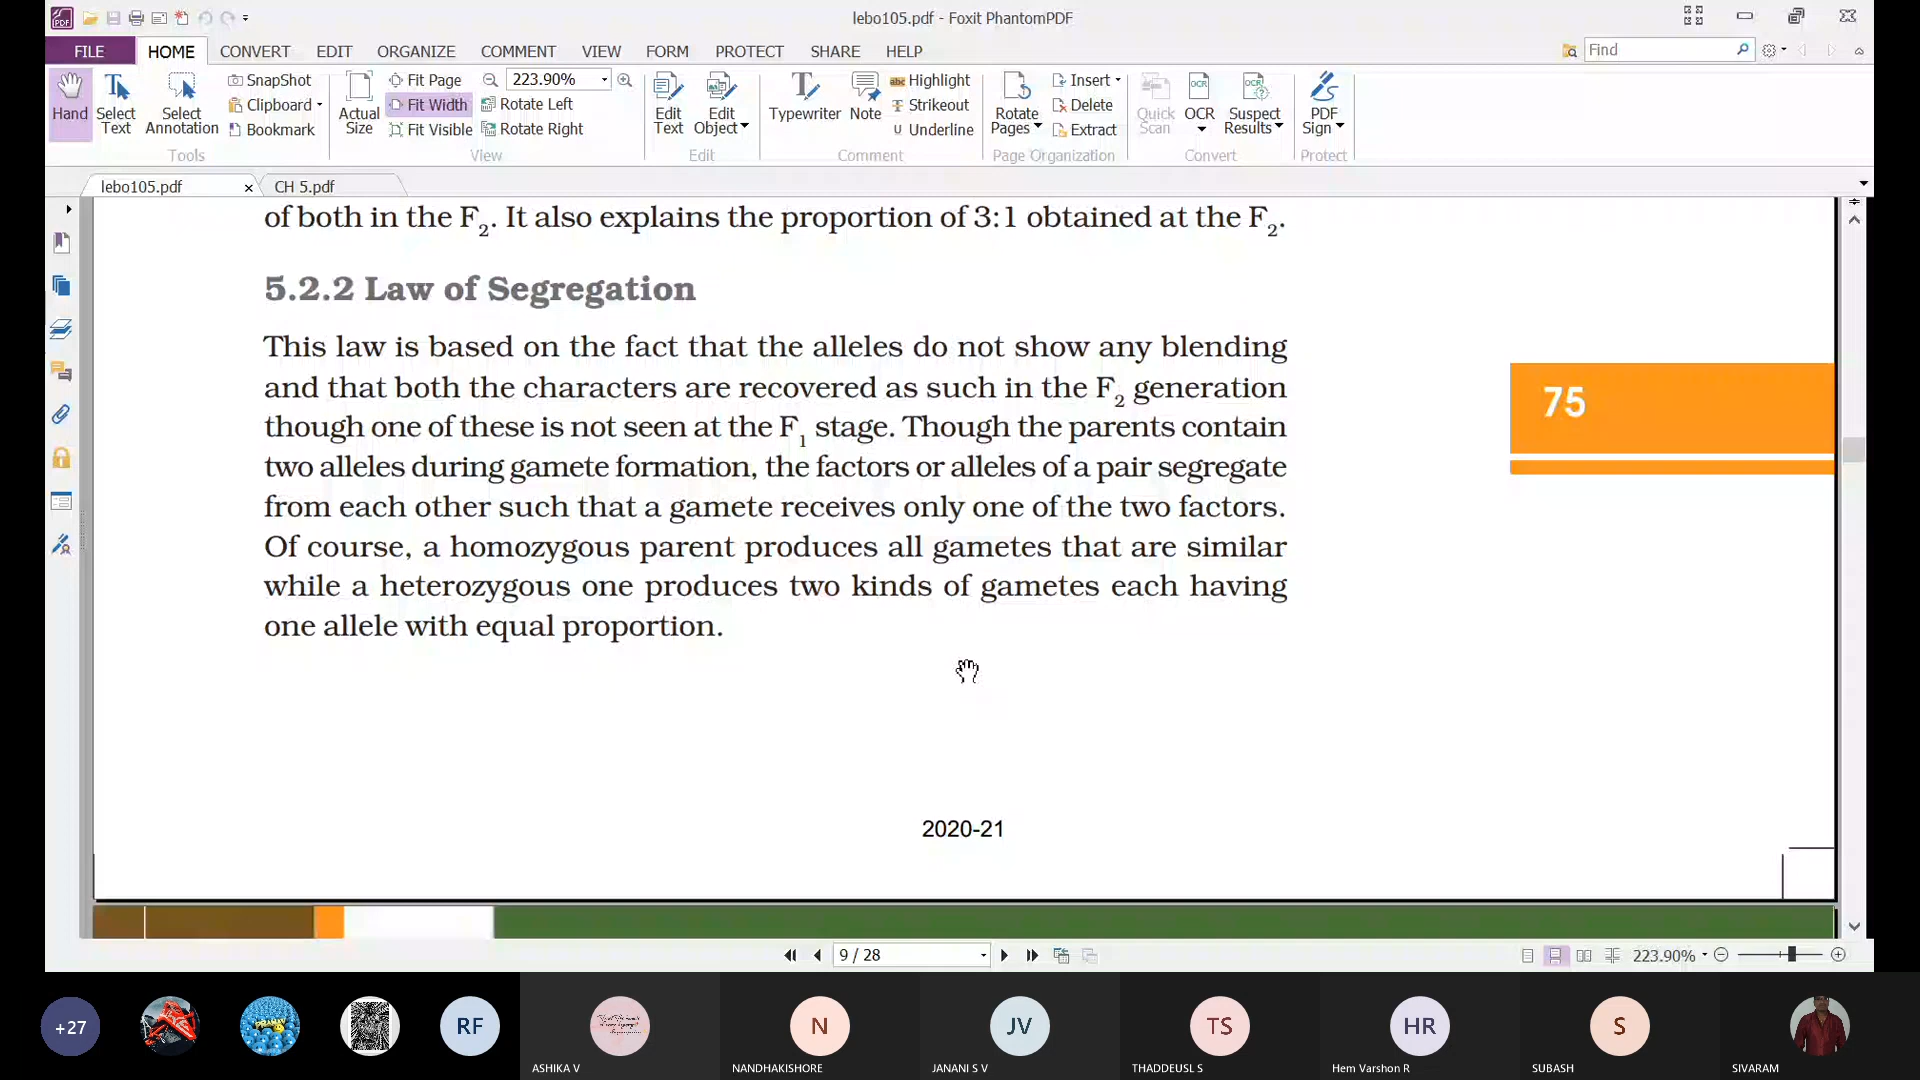 lebo105.pdf - Foxit PhantomPDF
FILE HOME CONVERT EDIT ORGANIZE COMMENT VIEW FORM PROTECT SHARE HELP Find
Hand
Select Text
Select Annotation
SnapShot
Clipboard
Bookmark
Tools
Actual Size
Fit Page
Fit Width
Fit Visible
223.90%
Rotate Left
Rotate Right
View
Edit Text
Edit Object
Edit
Typewriter
Note
Highlight
Strikeout
Underline
Comment
Rotate Pages
Insert
Delete
Extract
Page Organization
Quick Scan
OCR
Suspect Results
Convert
PDF Sign
Protect
lebo105.pdf CH 5.pdf
of both in the F2. It also explains the proportion of 3:1 obtained at the F2.
5.2.2 Law of Segregation
This law is based on the fact that the alleles do not show any blending
and that both the characters are recovered as such in the F2 generation
though one of these is not seen at the F1 stage. Though the parents contain
two alleles during gamete formation, the factors or alleles of a pair segregate
from each other such that a gamete receives only one of the two factors.
Of course, a homozygous parent produces all gametes that are similar
while a heterozygous one produces two kinds of gametes each having
one allele with equal proportion.
75
2020-21
9 / 28
223.90%
+27
RF
N
JV
TS
HR
S
ASHIKA V
NANDHAKISHORE
JANANI S V
THADDEUSL S
Hem Varshon R
SUBASH
SIVARAM